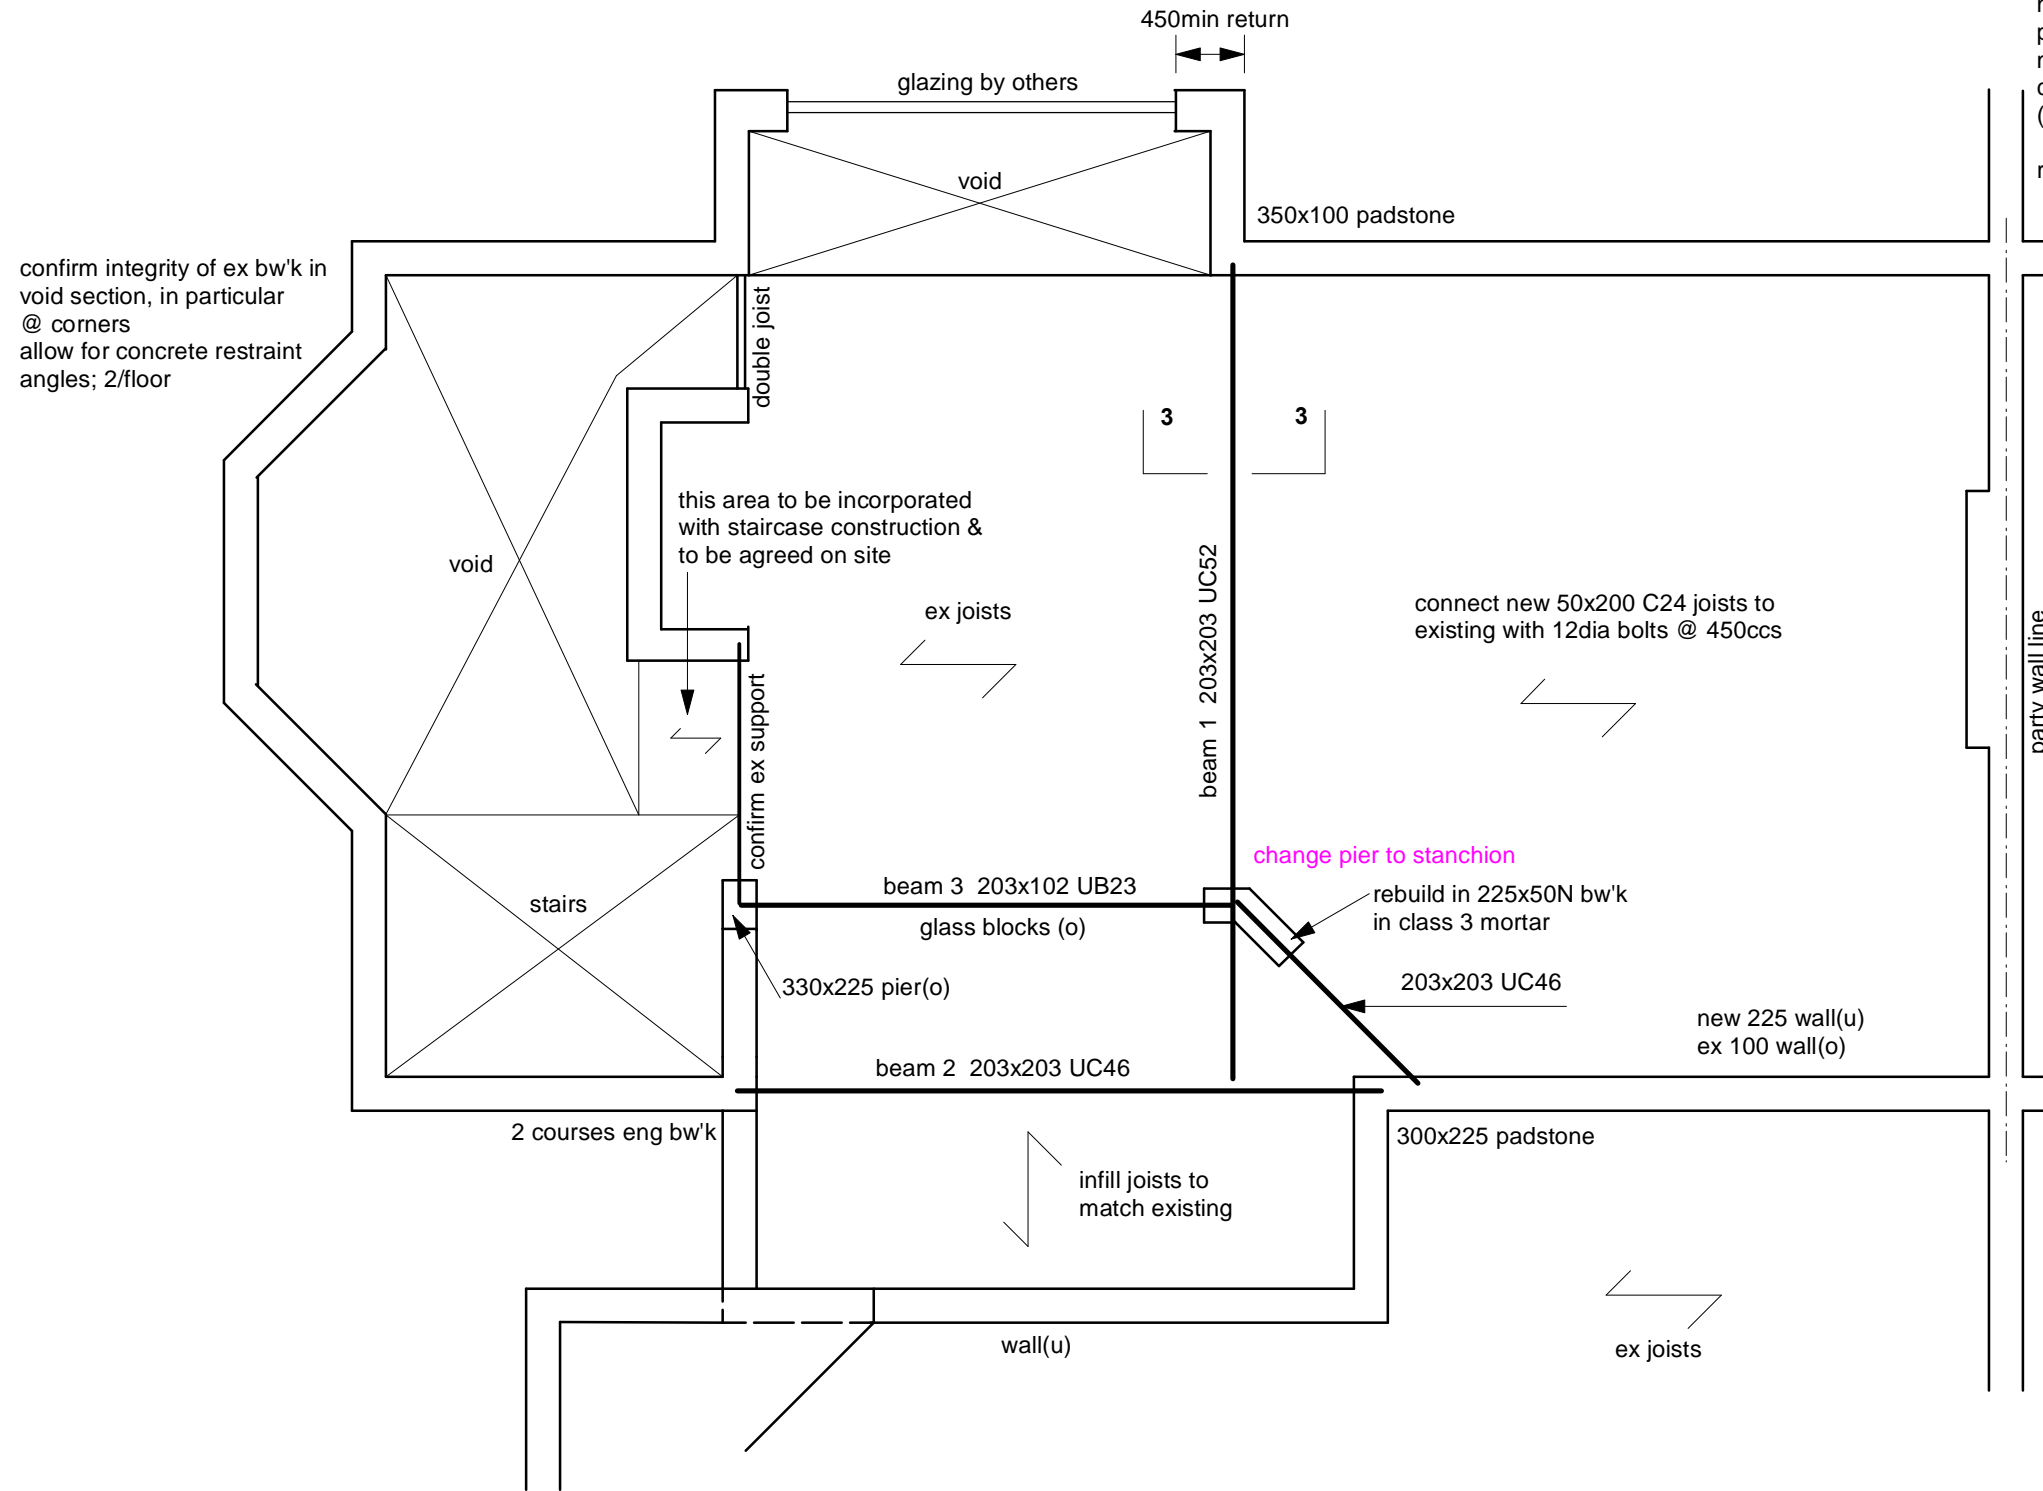 450min return
glazing by others
void
350x100 padstone
confirm integrity of ex bw'k in
void section, in particular
@ corners
allow for concrete restraint
angles; 2/floor
double joist
3
3
this area to be incorporated
with staircase construction &
to be agreed on site
void
ex joists
beam 1 203x203 UC52
connect new 50x200 C24 joists to
existing with 12dia bolts @ 450ccs
party wall line
confirm ex support
change pier to stanchion
beam 3 203x102 UB23
rebuild in 225x50N bw'k
in class 3 mortar
stairs
glass blocks (o)
330x225 pier(o)
203x203 UC46
new 225 wall(u)
ex 100 wall(o)
beam 2 203x203 UC46
2 courses eng bw'k
300x225 padstone
infill joists to
match existing
wall(u)
ex joists